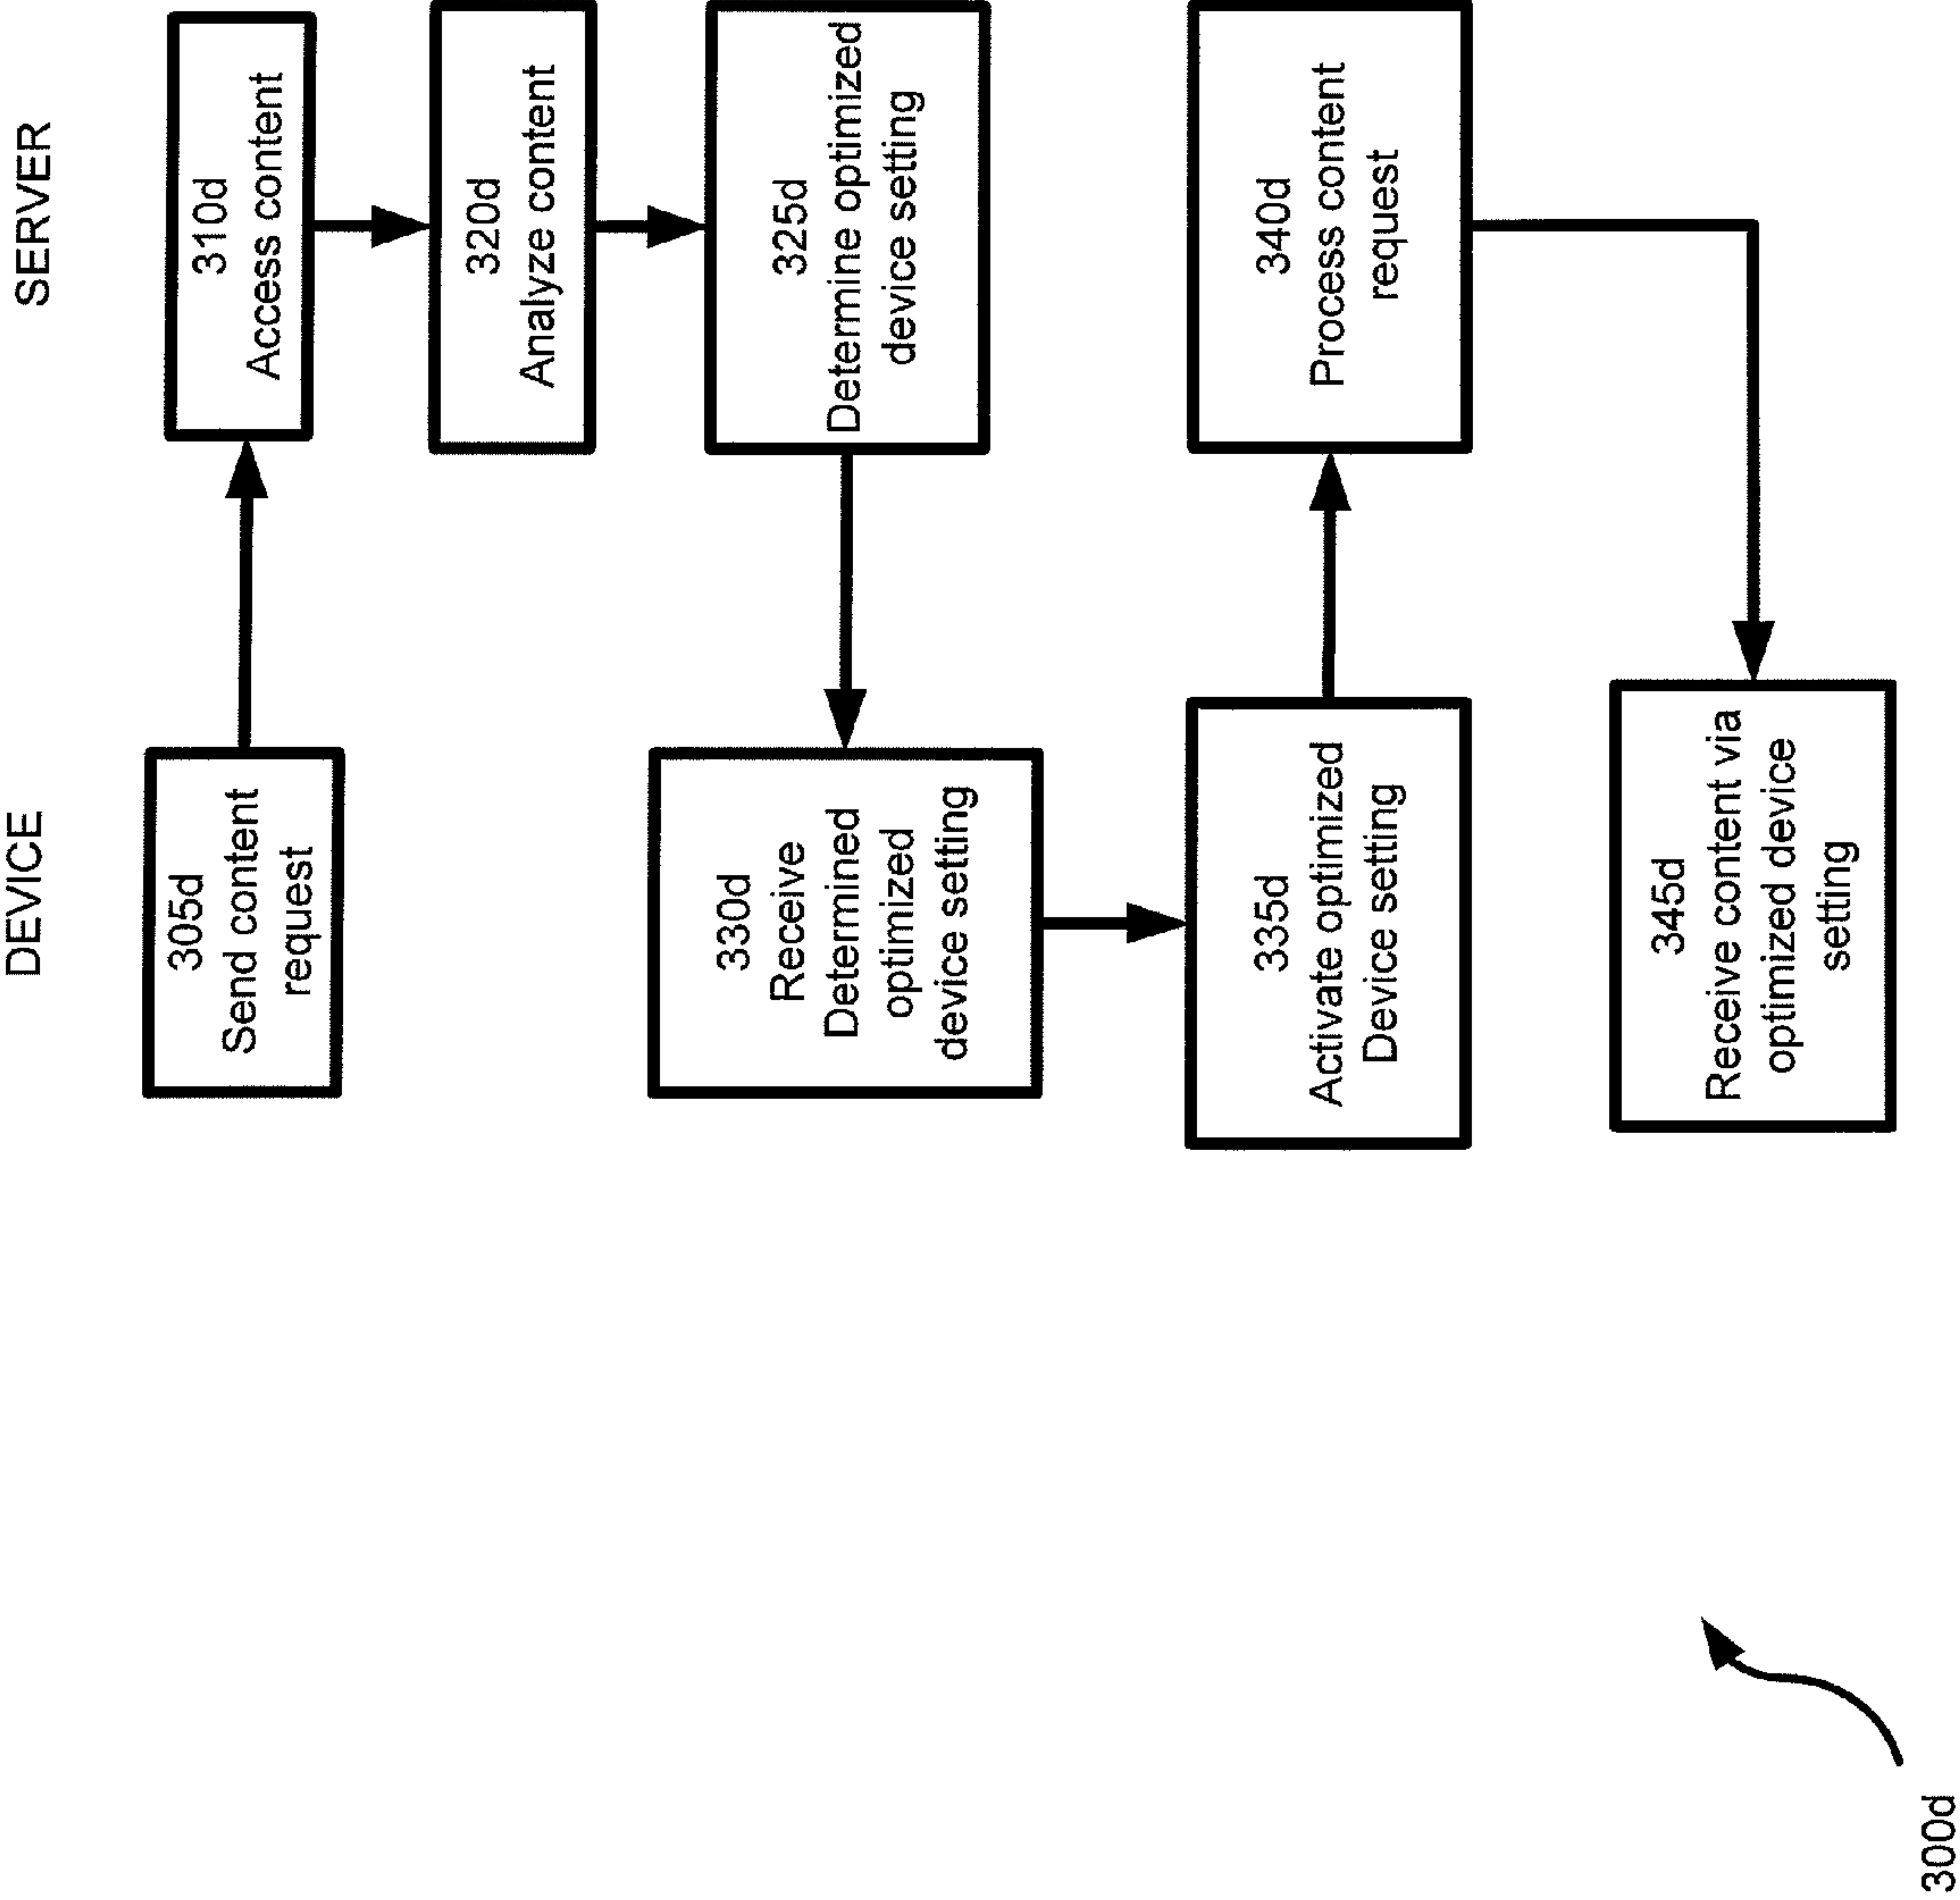 DEVICE
SERVER
305d
Send content
request
310d
Access content
320d
Analyze content
325d
Determine optimized
device setting
330d
Receive
Determined
optimized
device setting
335d
Activate optimized
Device setting
340d
Process content
request
345d
Receive content via
optimized device
setting
300d